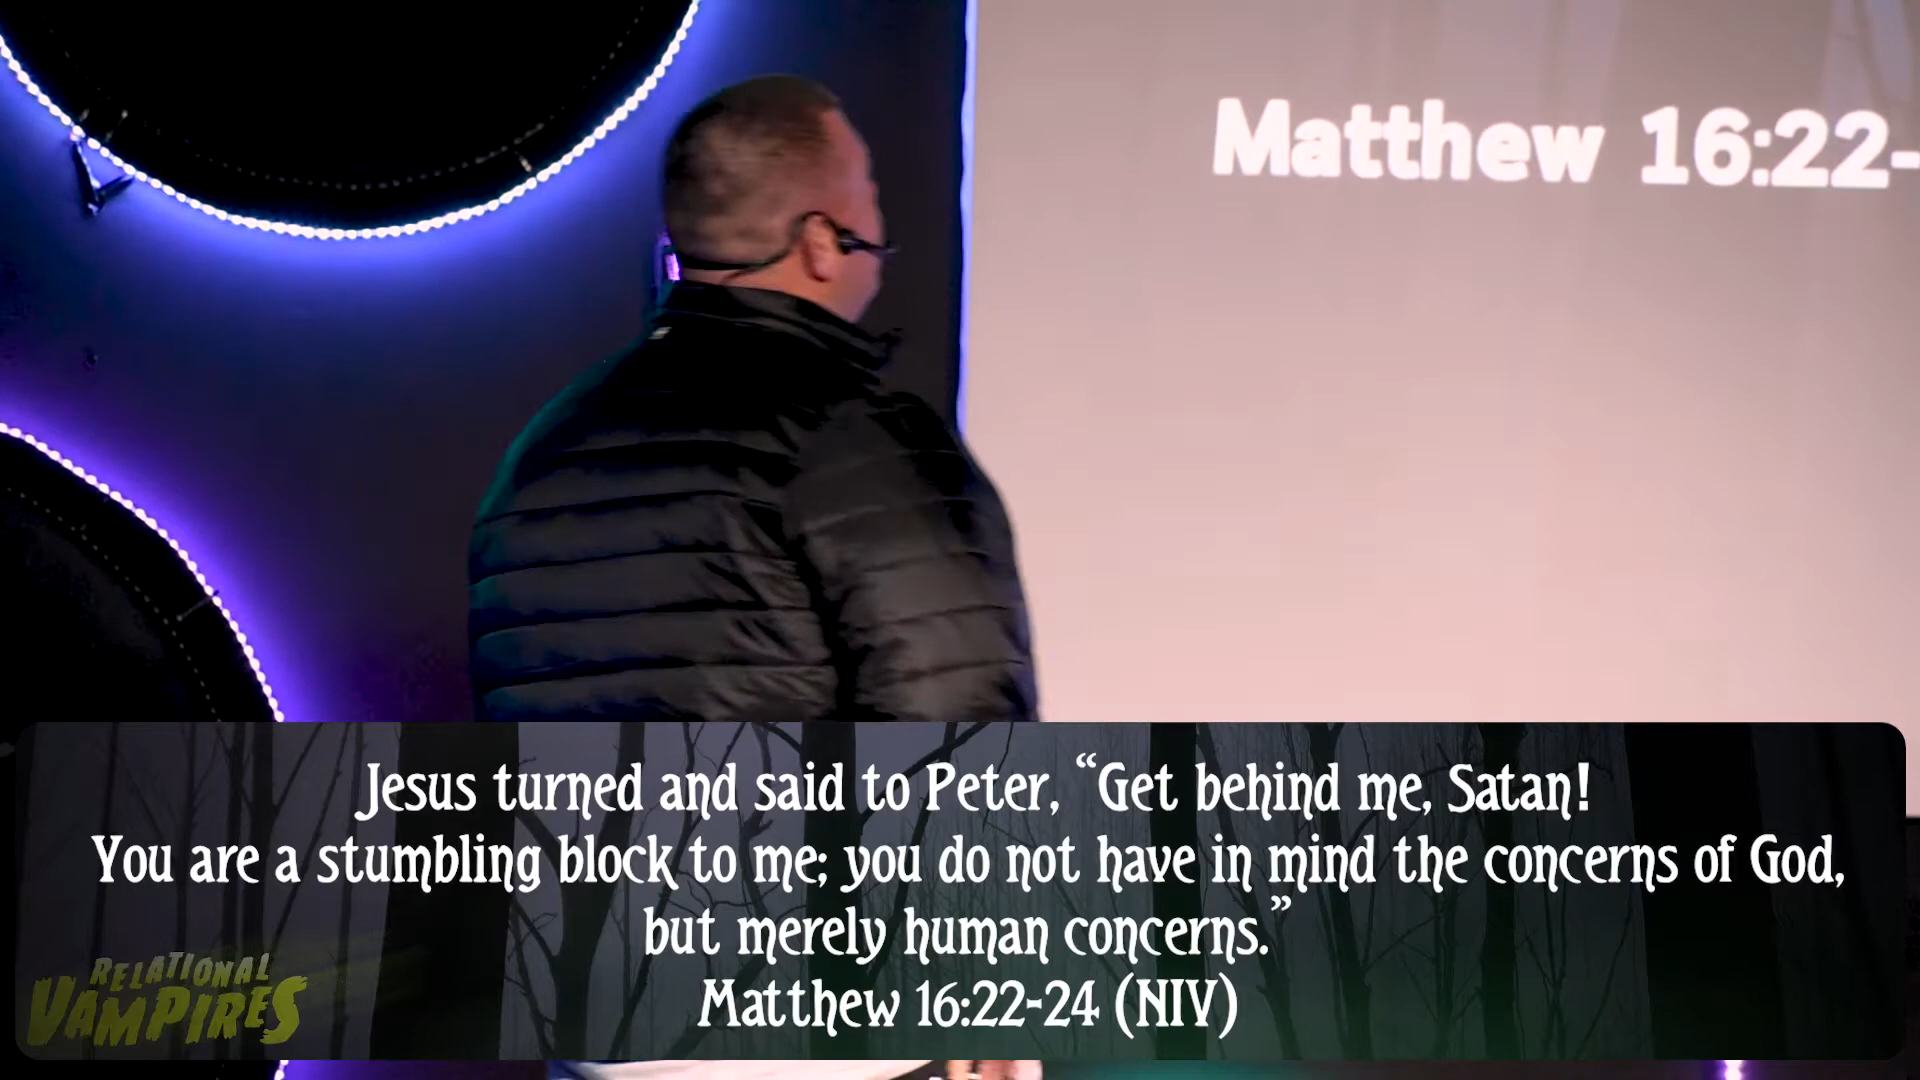 Matthew 16:22-
Jesus turned and said to Peter, “Get behind me, Satan!
You are a stumbling block to me; you do not have in mind the concerns of God,
but merely human concerns.”
Matthew 16:22-24 (NIV)
RELATIONAL
VAMPIRES